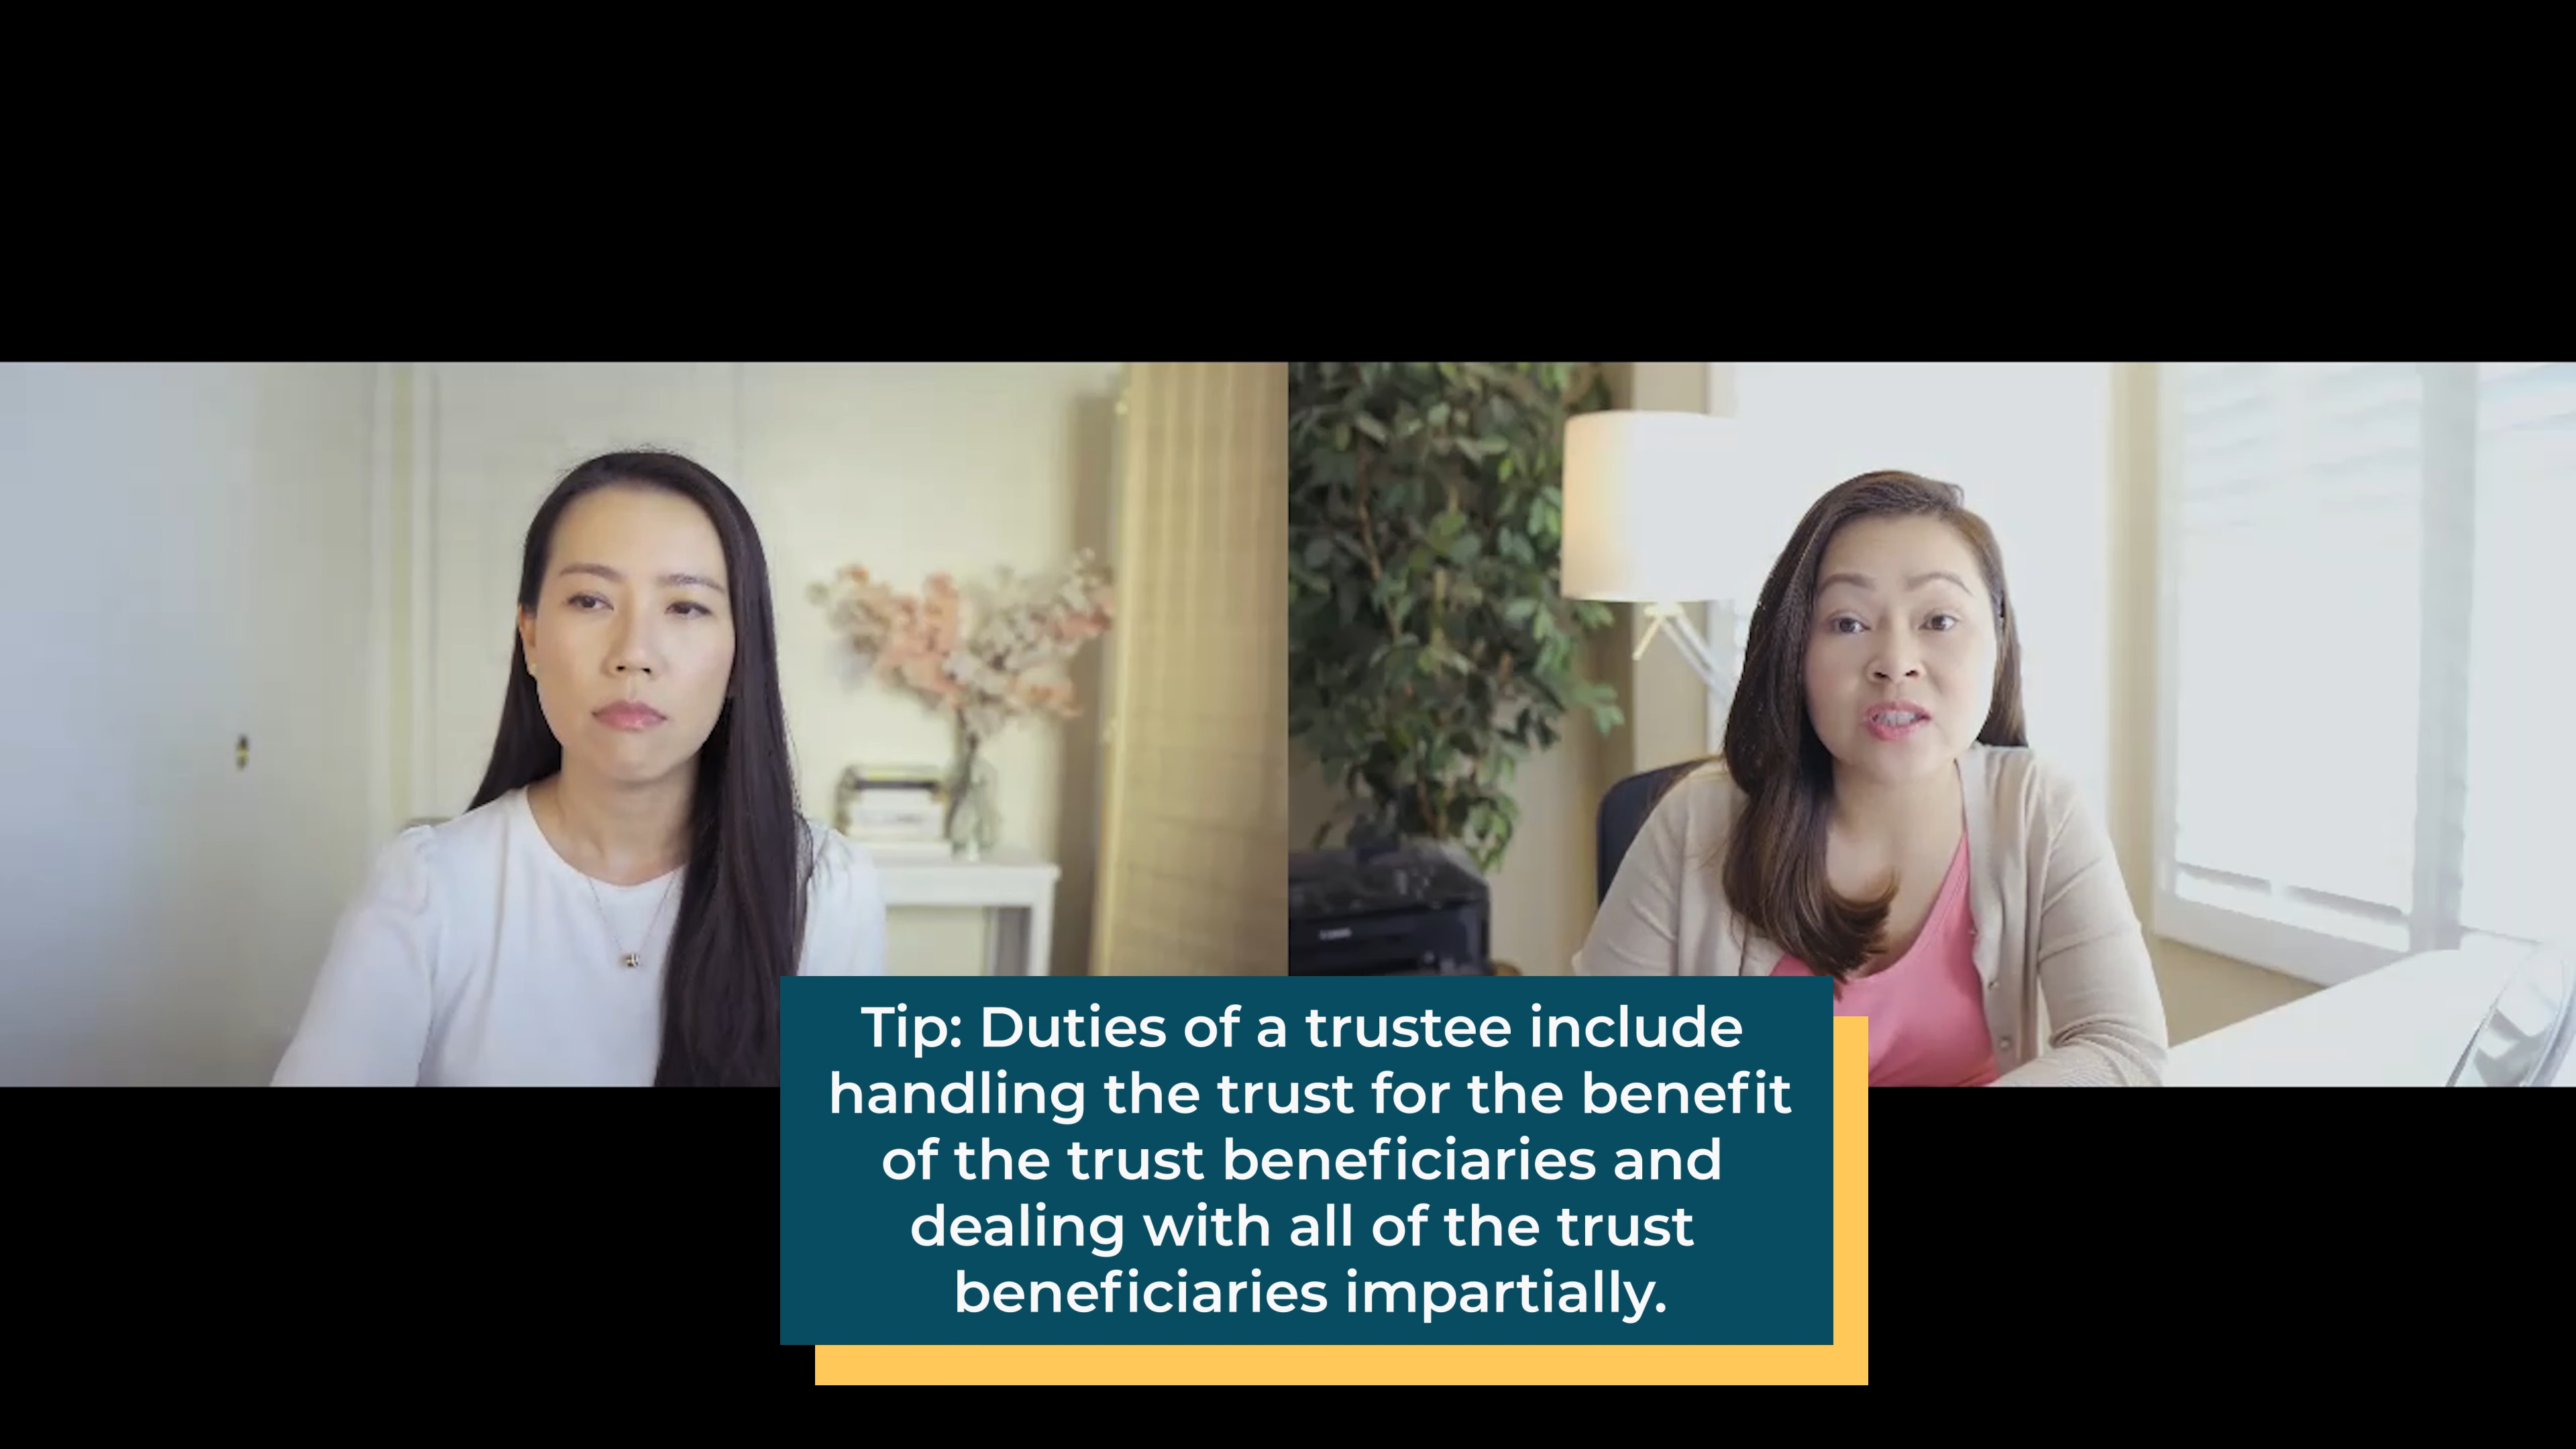 Tip: Duties of a trustee include
handling the trust for the benefit
of the trust beneficiaries and
dealing with all of the trust
beneficiaries impartially.